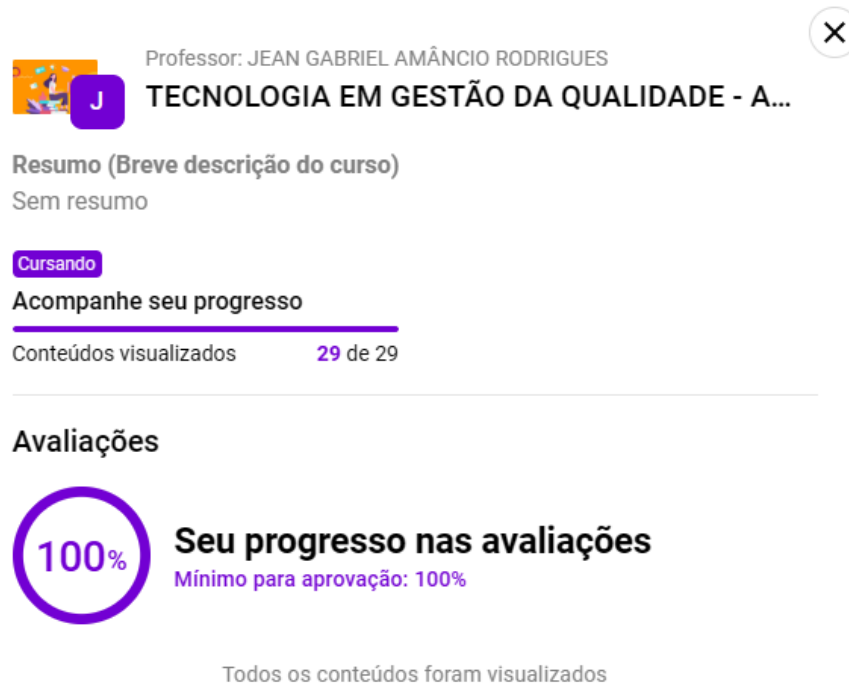 Professor: JEAN GABRIEL AMÂNCIO RODRIGUES
J
TECNOLOGIA EM GESTÃO DA QUALIDADE - A...
Resumo (Breve descrição do curso)
Sem resumo
Cursando
Acompanhe seu progresso
Conteúdos visualizados 29 de 29
Avaliações
100%
Seu progresso nas avaliações
Mínimo para aprovação: 100%
Todos os conteúdos foram visualizados